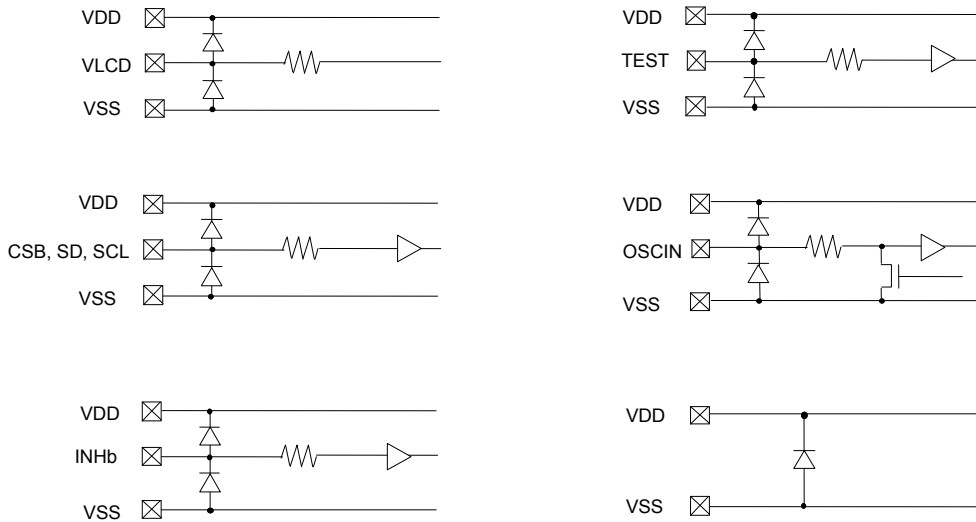 VDD
VLCD
VSS
VDD
TEST
VSS
VDD
CSB, SD, SCL
VSS
VDD
OSCIN
VSS
VDD
INHb
VSS
VDD
VSS